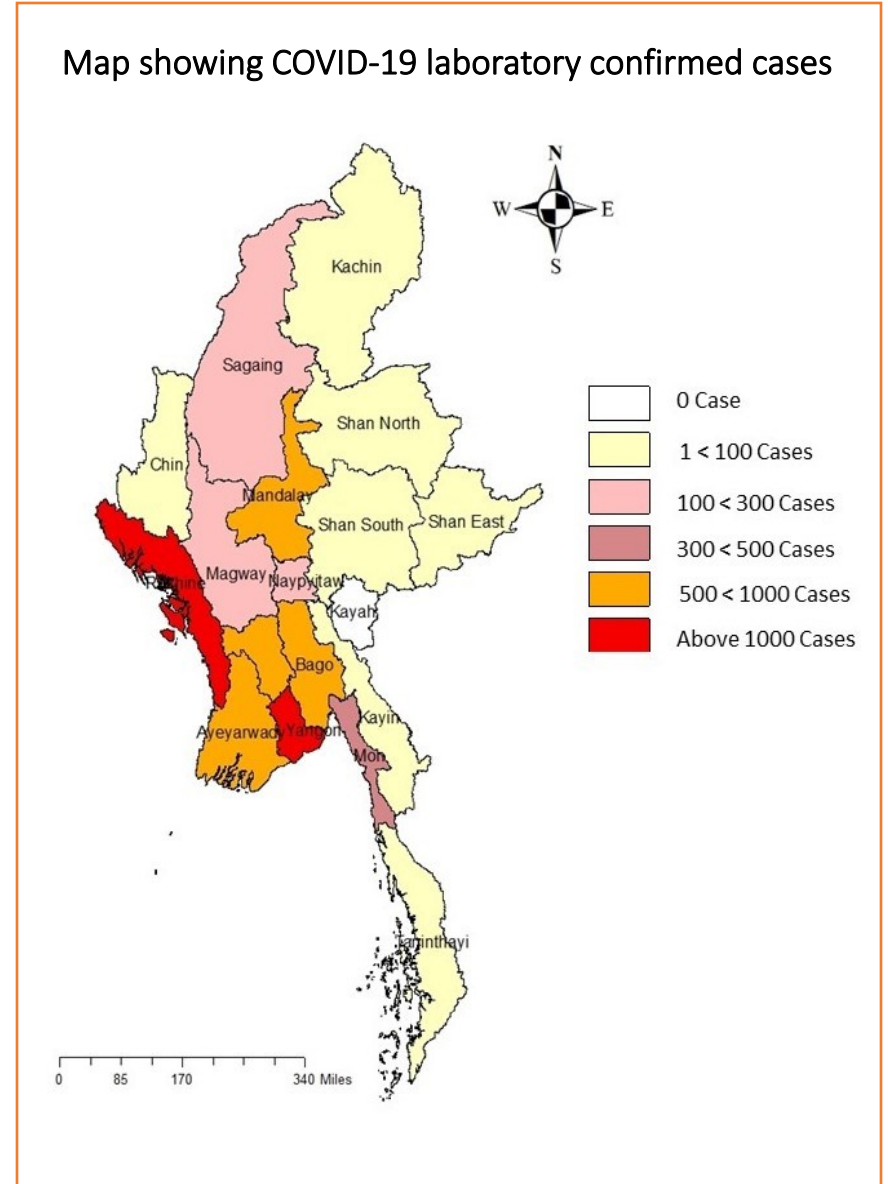 Map showing COVID-19 laboratory confirmed cases
N
W E
S
Kachin
Sagaing
Shan North
Chin
Mandalay
Shan South
Shan East
Magway
Naypyitaw
Rakhine
Kayah
Bago
Kayin
Ayeyarwady
Yangon
Mon
Taninthayi
0 Case
1 < 100 Cases
100 < 300 Cases
300 < 500 Cases
500 < 1000 Cases
Above 1000 Cases
0 85 170 340 Miles